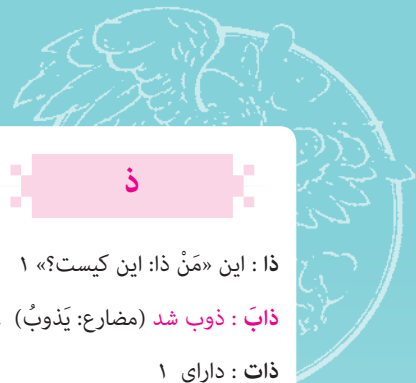 ذ
ذا : این «مَنْ ذا: این کیست؟» ۱
ذابَ : ذوب شد (مضارع: یَذوبُ)
ذات : دارای ۱